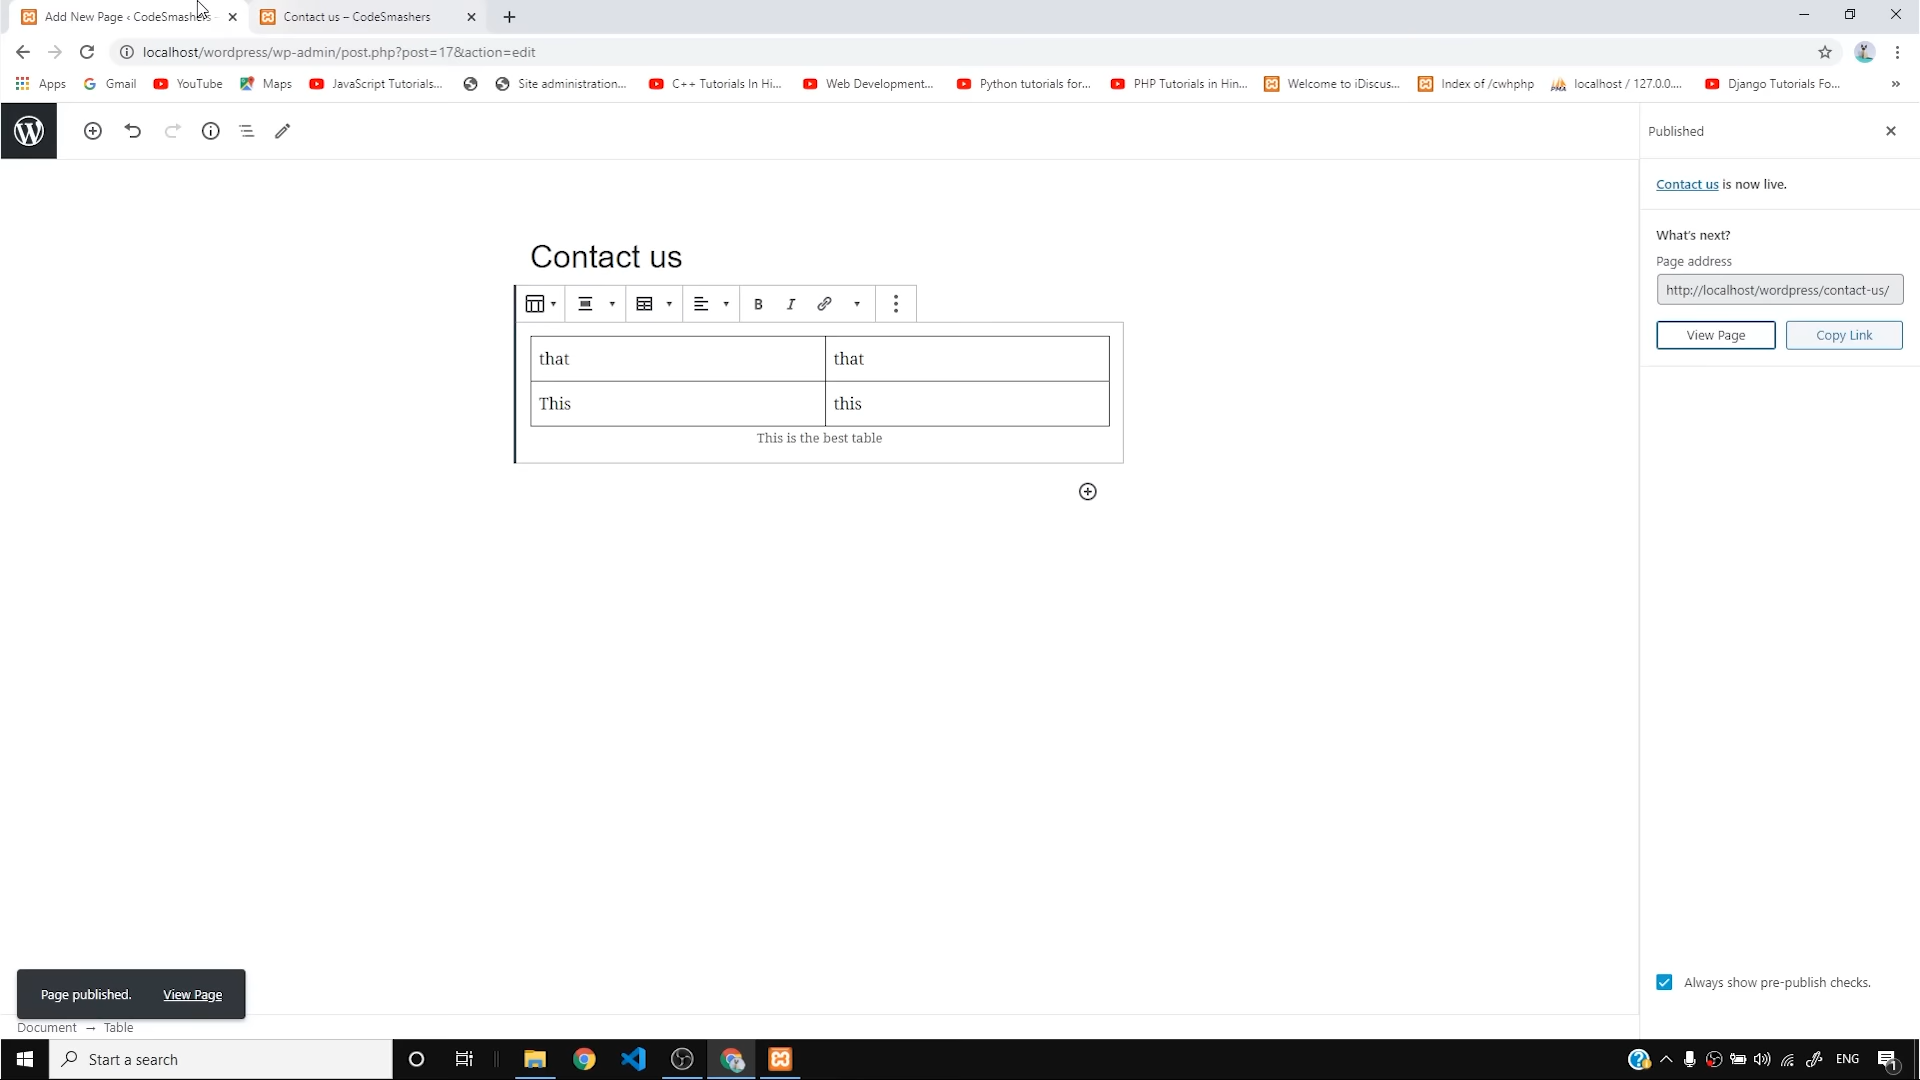 Add New Page ‹ CodeSmashers
Contact us – CodeSmashers
localhost/wordpress/wp-admin/post.php?post=17&action=edit
Apps
Gmail
YouTube
Maps
JavaScript Tutorials...
Site administration...
C++ Tutorials In Hi...
Web Development...
Python tutorials for...
PHP Tutorials in Hin...
Welcome to iDiscus...
Index of /cwhphp
localhost / 127.0.0....
Django Tutorials Fo...
»
Published
Contact us is now live.
What's next?
Page address
http://localhost/wordpress/contact-us/
View Page
Copy Link
Contact us
B I
that that
This this
This is the best table
Always show pre-publish checks.
Page published. View Page
Document → Table
Start a search
ENG
1